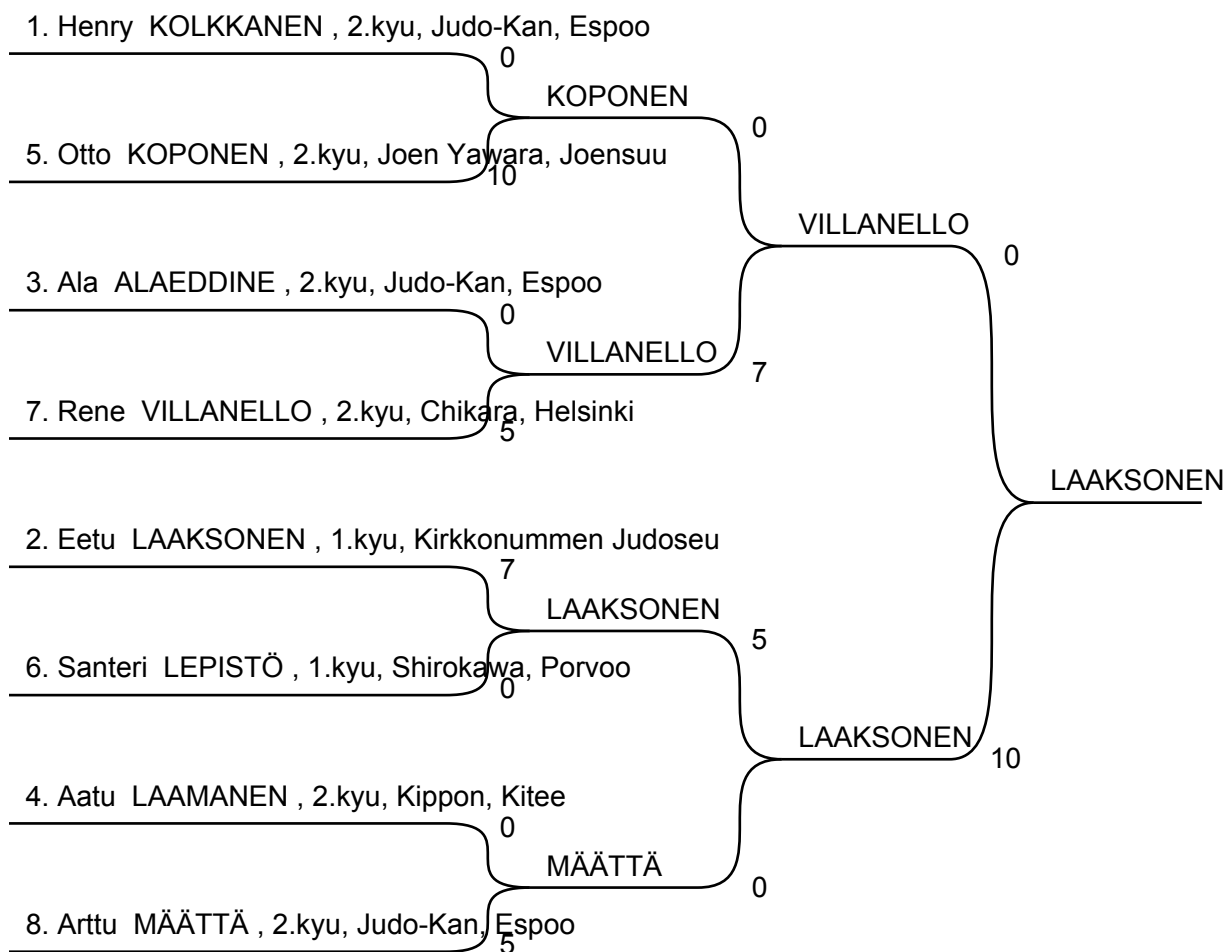 1. Henry  KOLKKANEN , 2.kyu, Judo-Kan, Espoo
0
KOPONEN
0
5. Otto  KOPONEN , 2.kyu, Joen Yawara, Joensuu
10
VILLANELLO
0
3. Ala  ALAEDDINE , 2.kyu, Judo-Kan, Espoo
0
VILLANELLO
7
7. Rene  VILLANELLO , 2.kyu, Chikara, Helsinki
5
LAAKSONEN
2. Eetu  LAAKSONEN , 1.kyu, Kirkkonummen Judoseu
7
LAAKSONEN
5
6. Santeri  LEPISTÖ , 1.kyu, Shirokawa, Porvoo
0
LAAKSONEN
10
4. Aatu  LAAMANEN , 2.kyu, Kippon, Kitee
0
MÄÄTTÄ
0
8. Arttu  MÄÄTTÄ , 2.kyu, Judo-Kan, Espoo
5